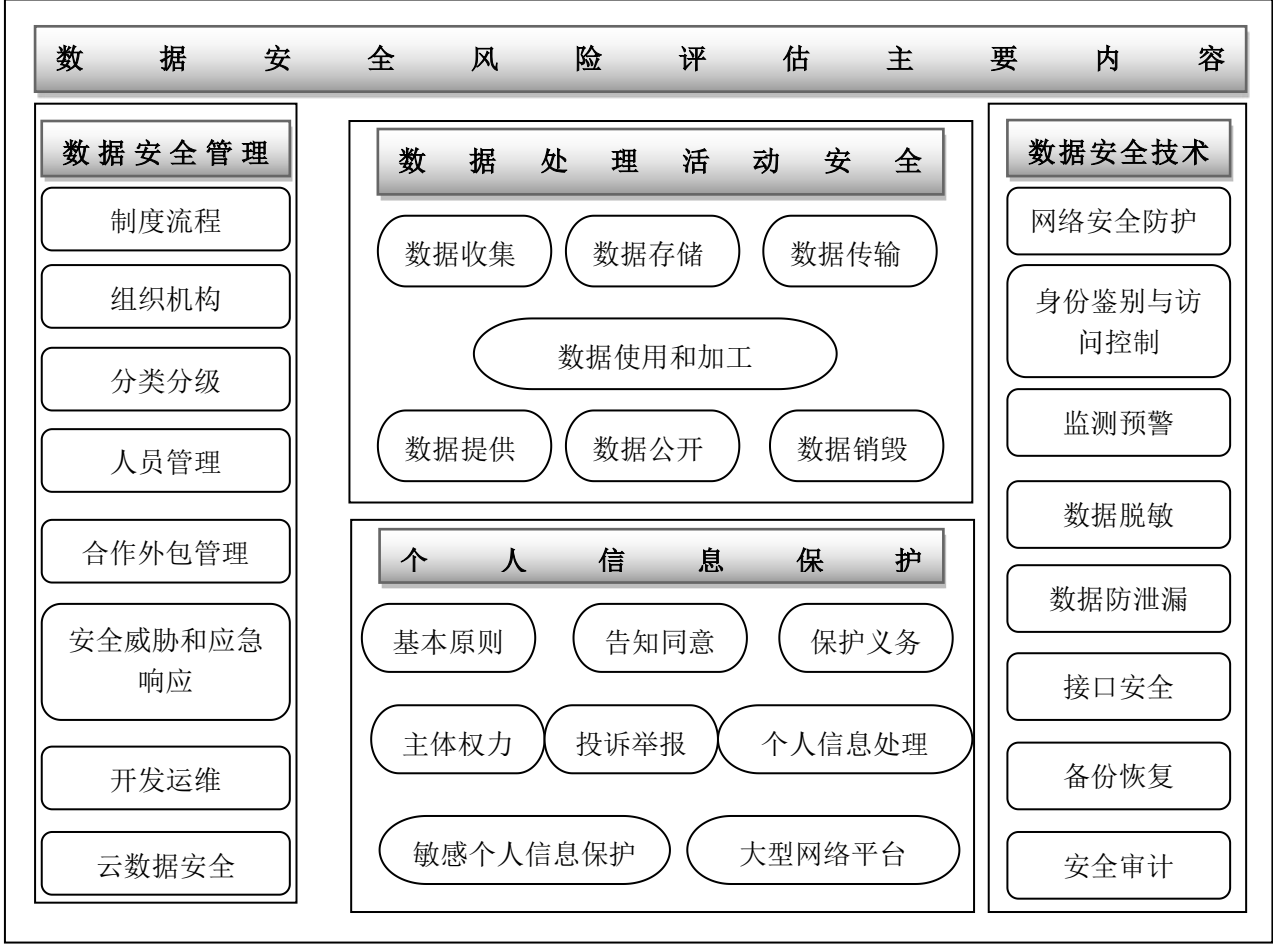 数据安全风险评估主要内容
数据安全管理
制度流程
组织机构
分类分级
人员管理
合作外包管理
安全威胁和应急
响应
开发运维
云数据安全
数据处理活动安全
数据收集
数据存储
数据传输
数据使用和加工
数据提供
数据公开
数据销毁
个人信息保护
基本原则
告知同意
保护义务
主体权力
投诉举报
个人信息处理
敏感个人信息保护
大型网络平台
数据安全技术
网络安全防护
身份鉴别与访
问控制
监测预警
数据脱敏
数据防泄漏
接口安全
备份恢复
安全审计